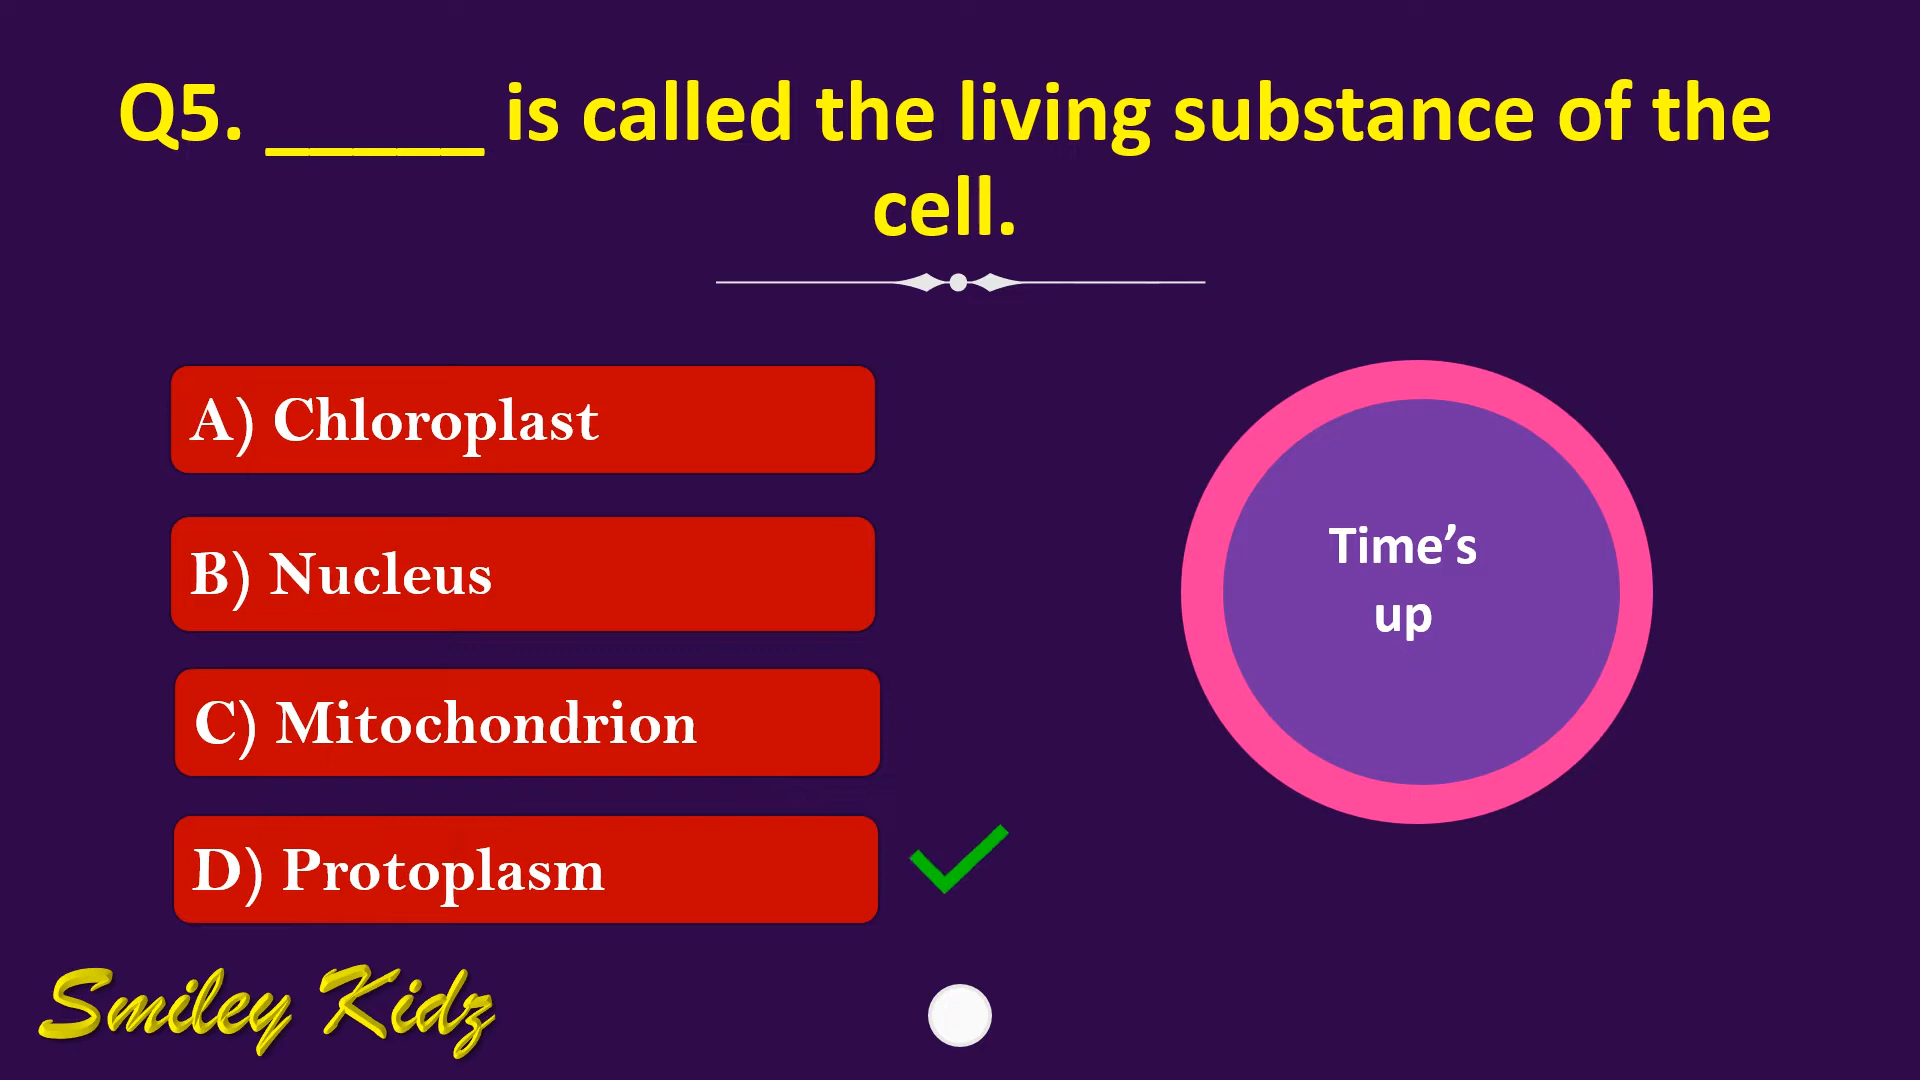 Q5. _____ is called the living substance of the
cell.
A) Chloroplast
B) Nucleus
C) Mitochondrion
D) Protoplasm
Time’s
up
Smiley Kidz